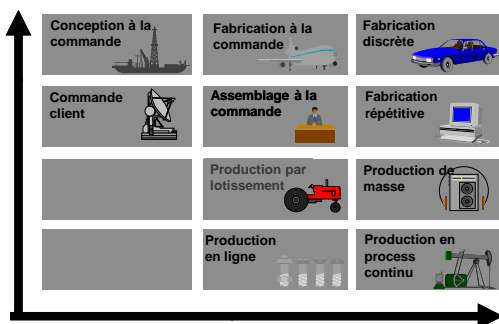 Conception à la
commande
Fabrication à la
commande
Fabrication
discrète
Commande
client
Assemblage à la
commande
Fabrication
répétitive
Production par
lotissement
Production de
masse
Production
en ligne
Production en
process
continu